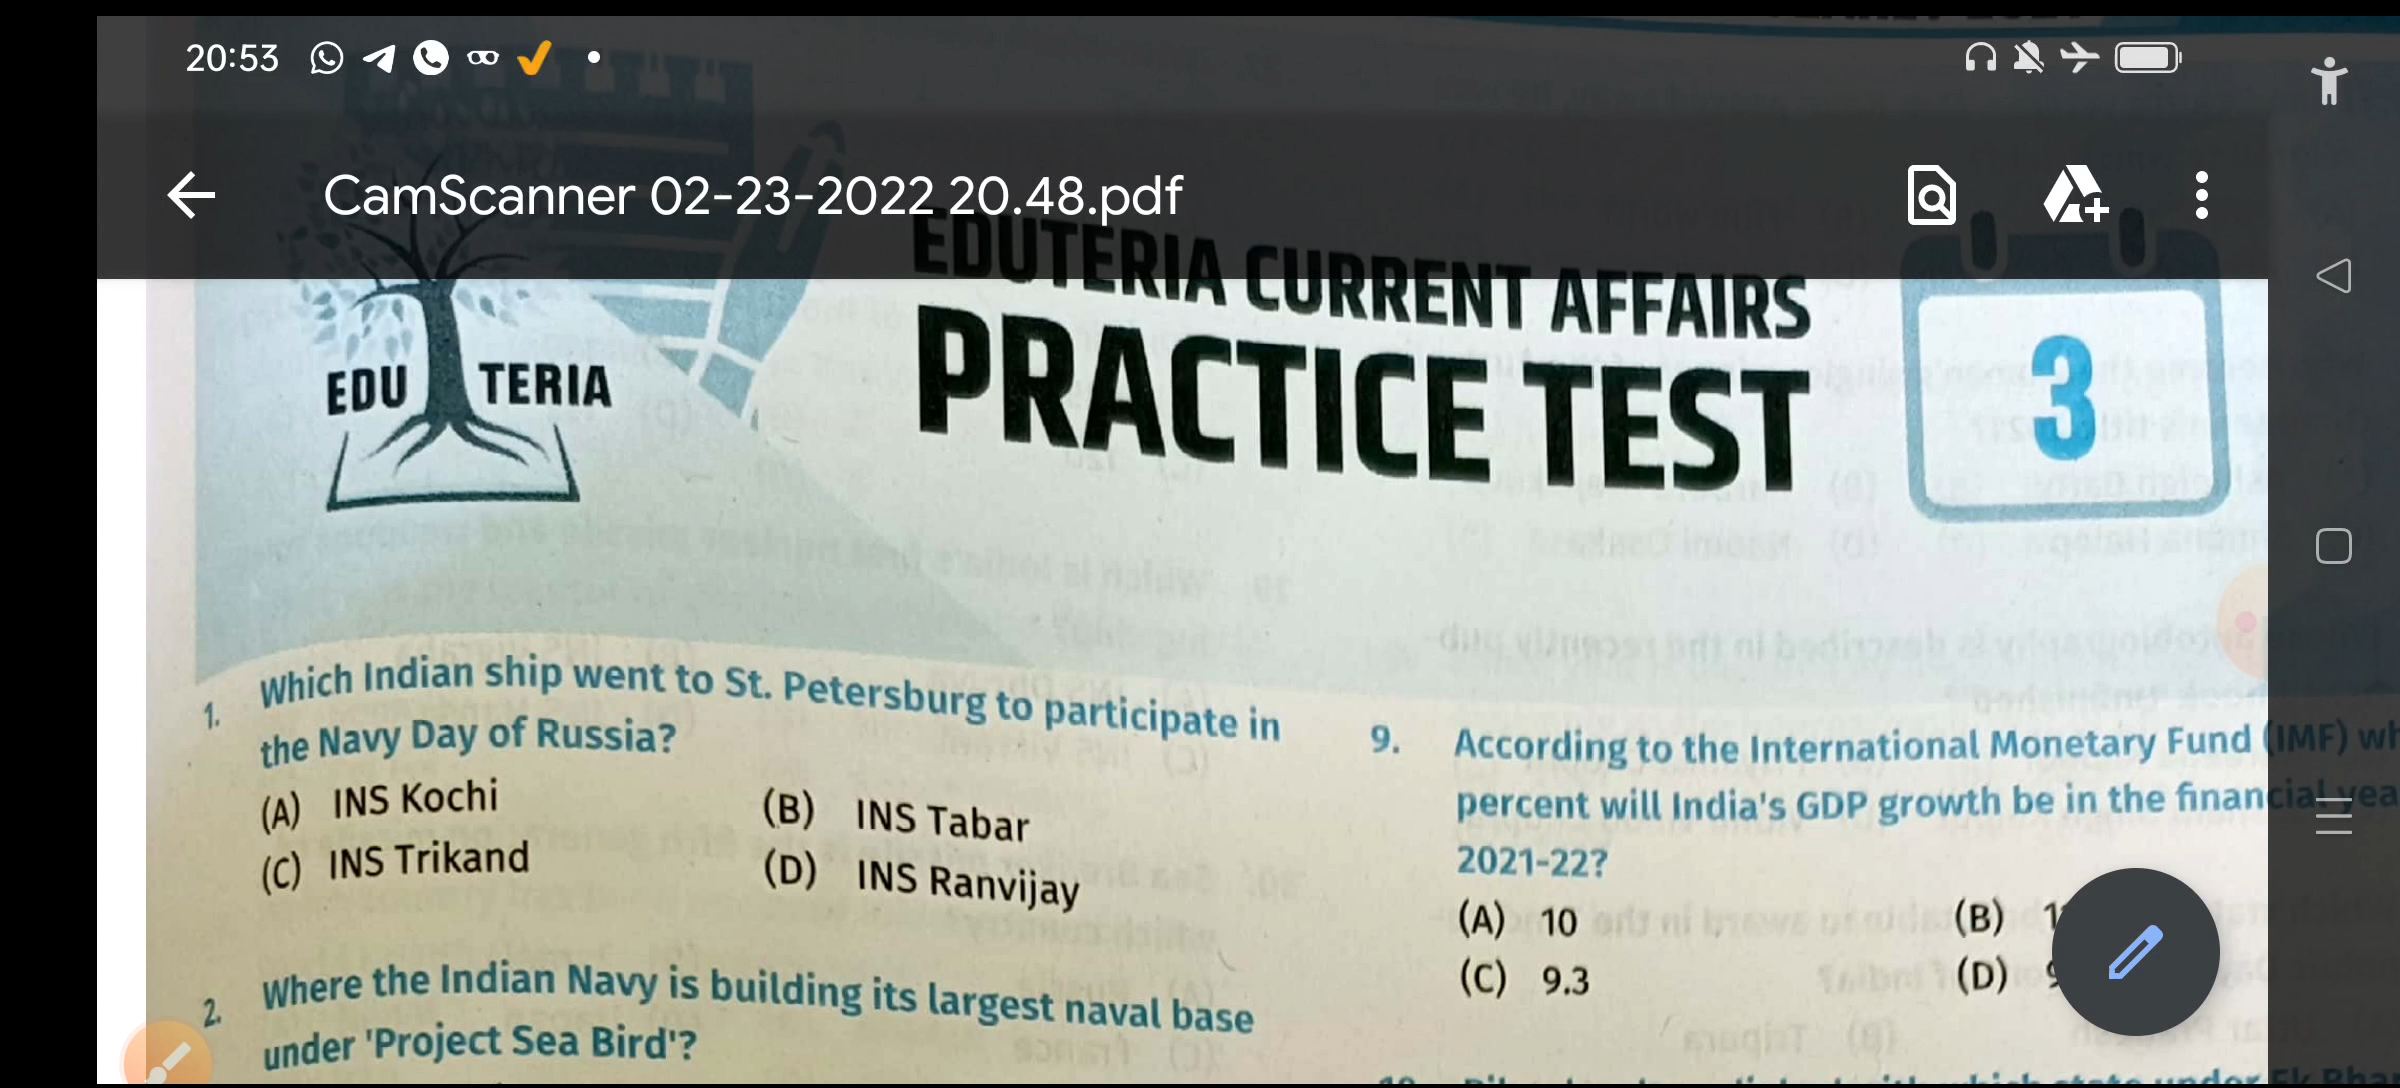 20:53
CamScanner 02-23-2022 20.48.pdf
EDUTERIA CURRENT AFFAIRS
PRACTICE TEST
3
EDU TERIA
1. Which Indian ship went to St. Petersburg to participate in
the Navy Day of Russia?
(A) INS Kochi (B) INS Tabar
(C) INS Trikand (D) INS Ranvijay
2. Where the Indian Navy is building its largest naval base
under 'Project Sea Bird'?
9. According to the International Monetary Fund (IMF)
percent will India's GDP growth be in the financial
2021-22?
(A) 10 (B)
(C) 9.3 (D)